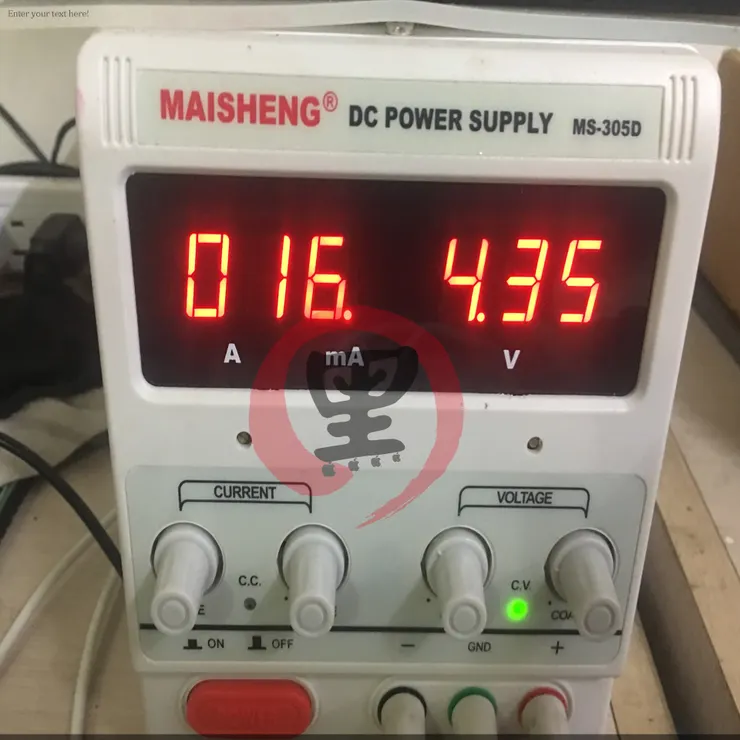 Enter your text here!
MAISHENG® DC POWER SUPPLY MS-305D
016. 4.35
A mA V
黑
CURRENT VOLTAGE
C.C. C.V.
ON OFF - GND +